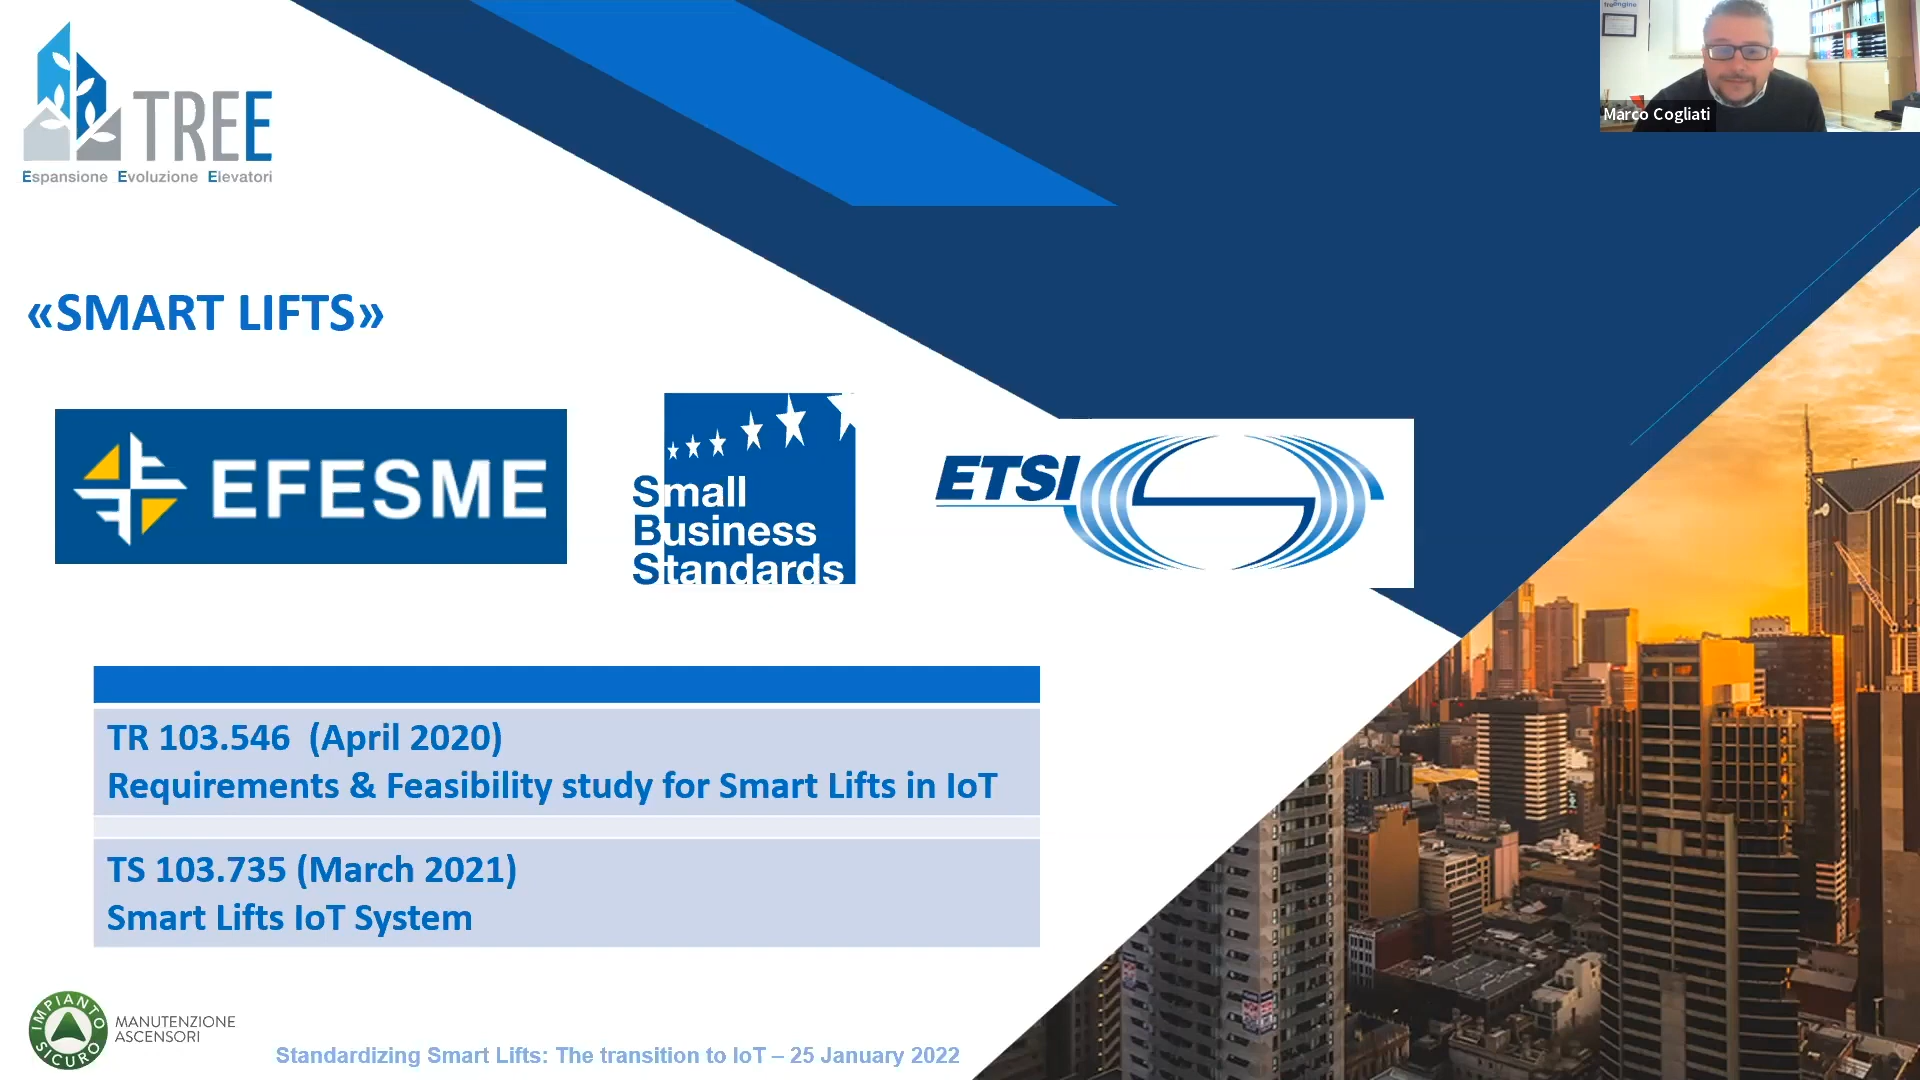 TREE
Espansione Evoluzione Elevatori
Marco Cogliati
«SMART LIFTS»
EFESME
Small
Business
Standards
ETSI
TR 103.546 (April 2020)
Requirements & Feasibility study for Smart Lifts in IoT
TS 103.735 (March 2021)
Smart Lifts IoT System
IMPIANTO
SICURO
MANUTENZIONE
ASCENSORI
Standardizing Smart Lifts: The transition to IoT – 25 January 2022